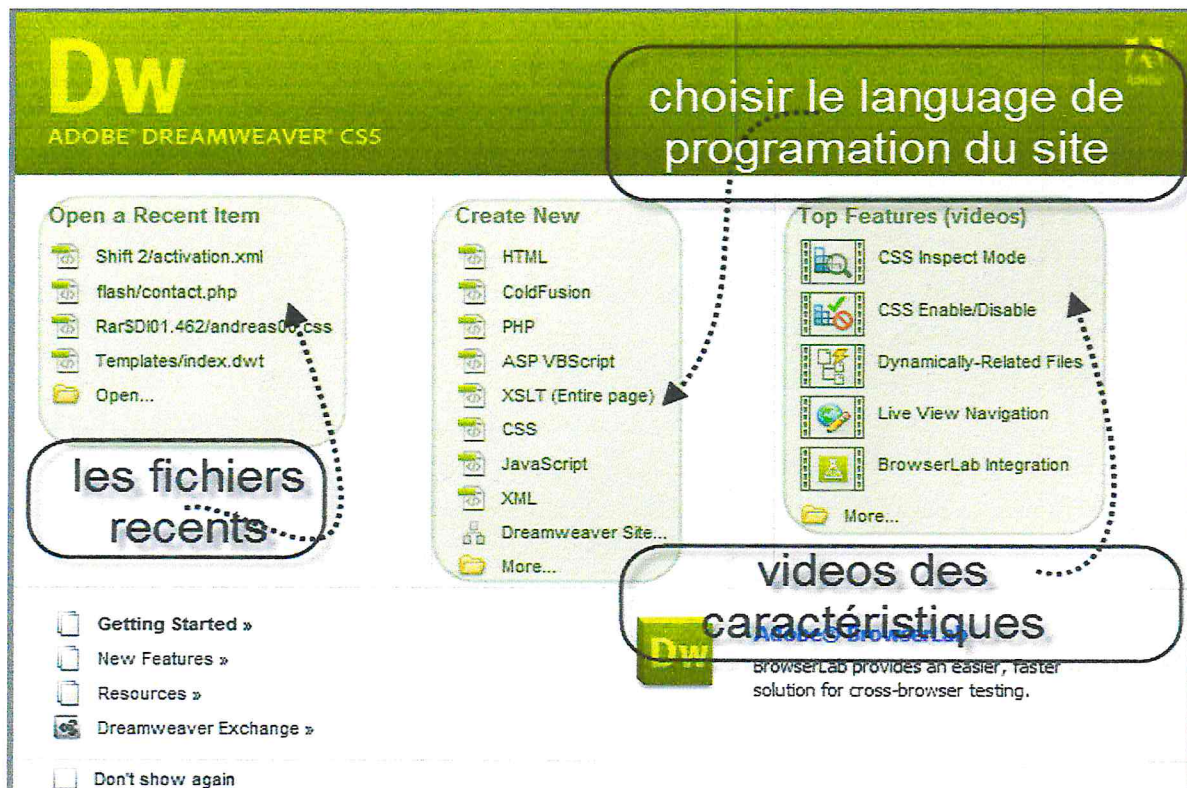 Dw
ADOBE® DREAMWEAVER® CS5
choisir le language de
programation du site
Open a Recent Item
Shift 2/activation.xml
flash/contact.php
RarSDI01.462/andreas00.css
Templates/index.dwt
Open...
les fichiers
recents
Create New
HTML
ColdFusion
PHP
ASP VBScript
XSLT (Entire page)
CSS
JavaScript
XML
Dreamweaver Site...
More...
Top Features (videos)
CSS Inspect Mode
CSS Enable/Disable
Dynamically-Related Files
Live View Navigation
BrowserLab Integration
More...
videos des
caractéristiques
Getting Started »
New Features »
Resources »
Dreamweaver Exchange »
Don't show again
Dw
Adobe® BrowserLab
BrowserLab provides an easier, faster
solution for cross-browser testing.